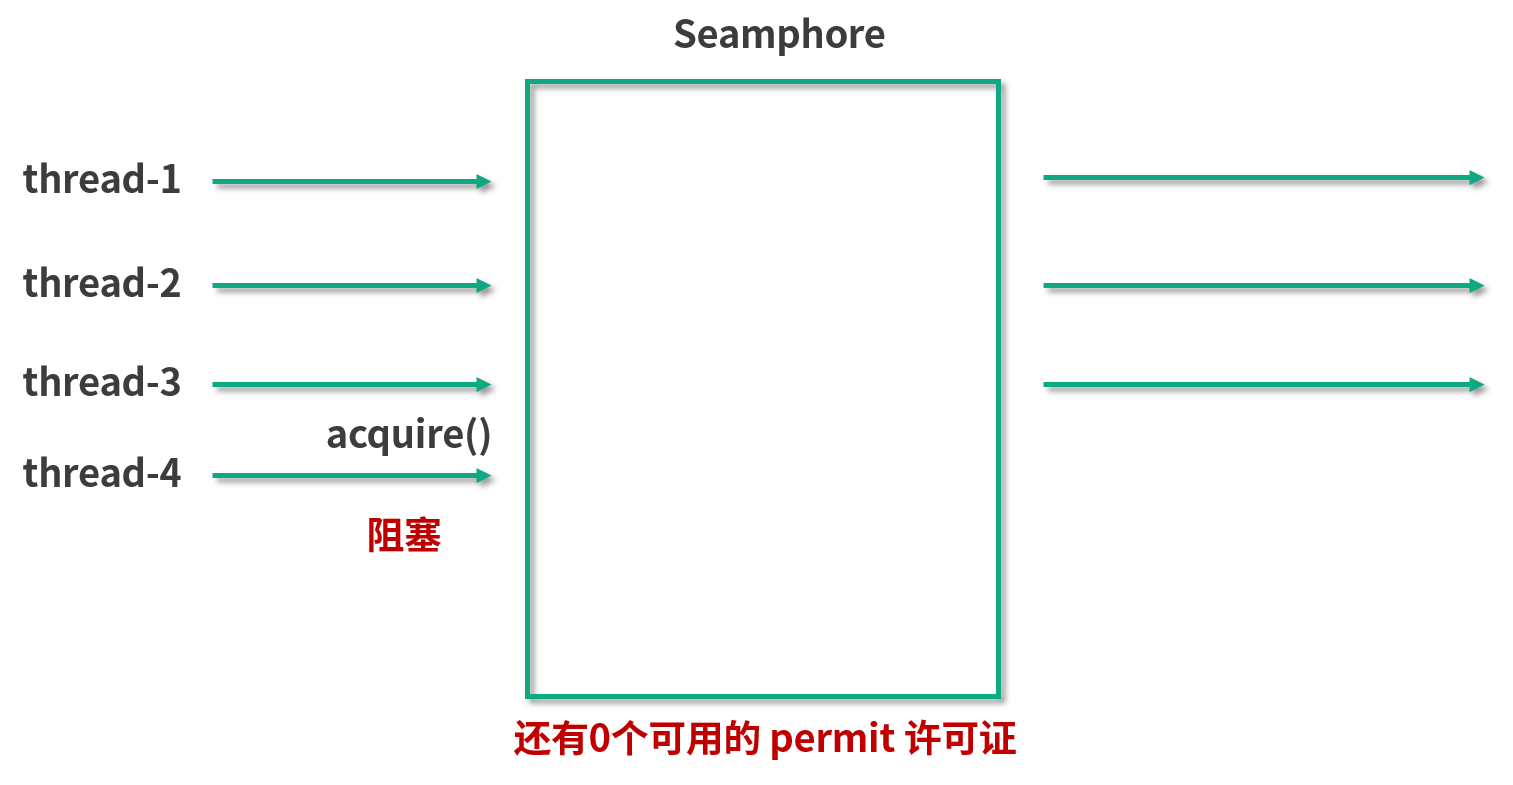 Seamphore
thread-1
thread-2
thread-3
acquire()
thread-4
阻塞
还有0个可用的 permit 许可证